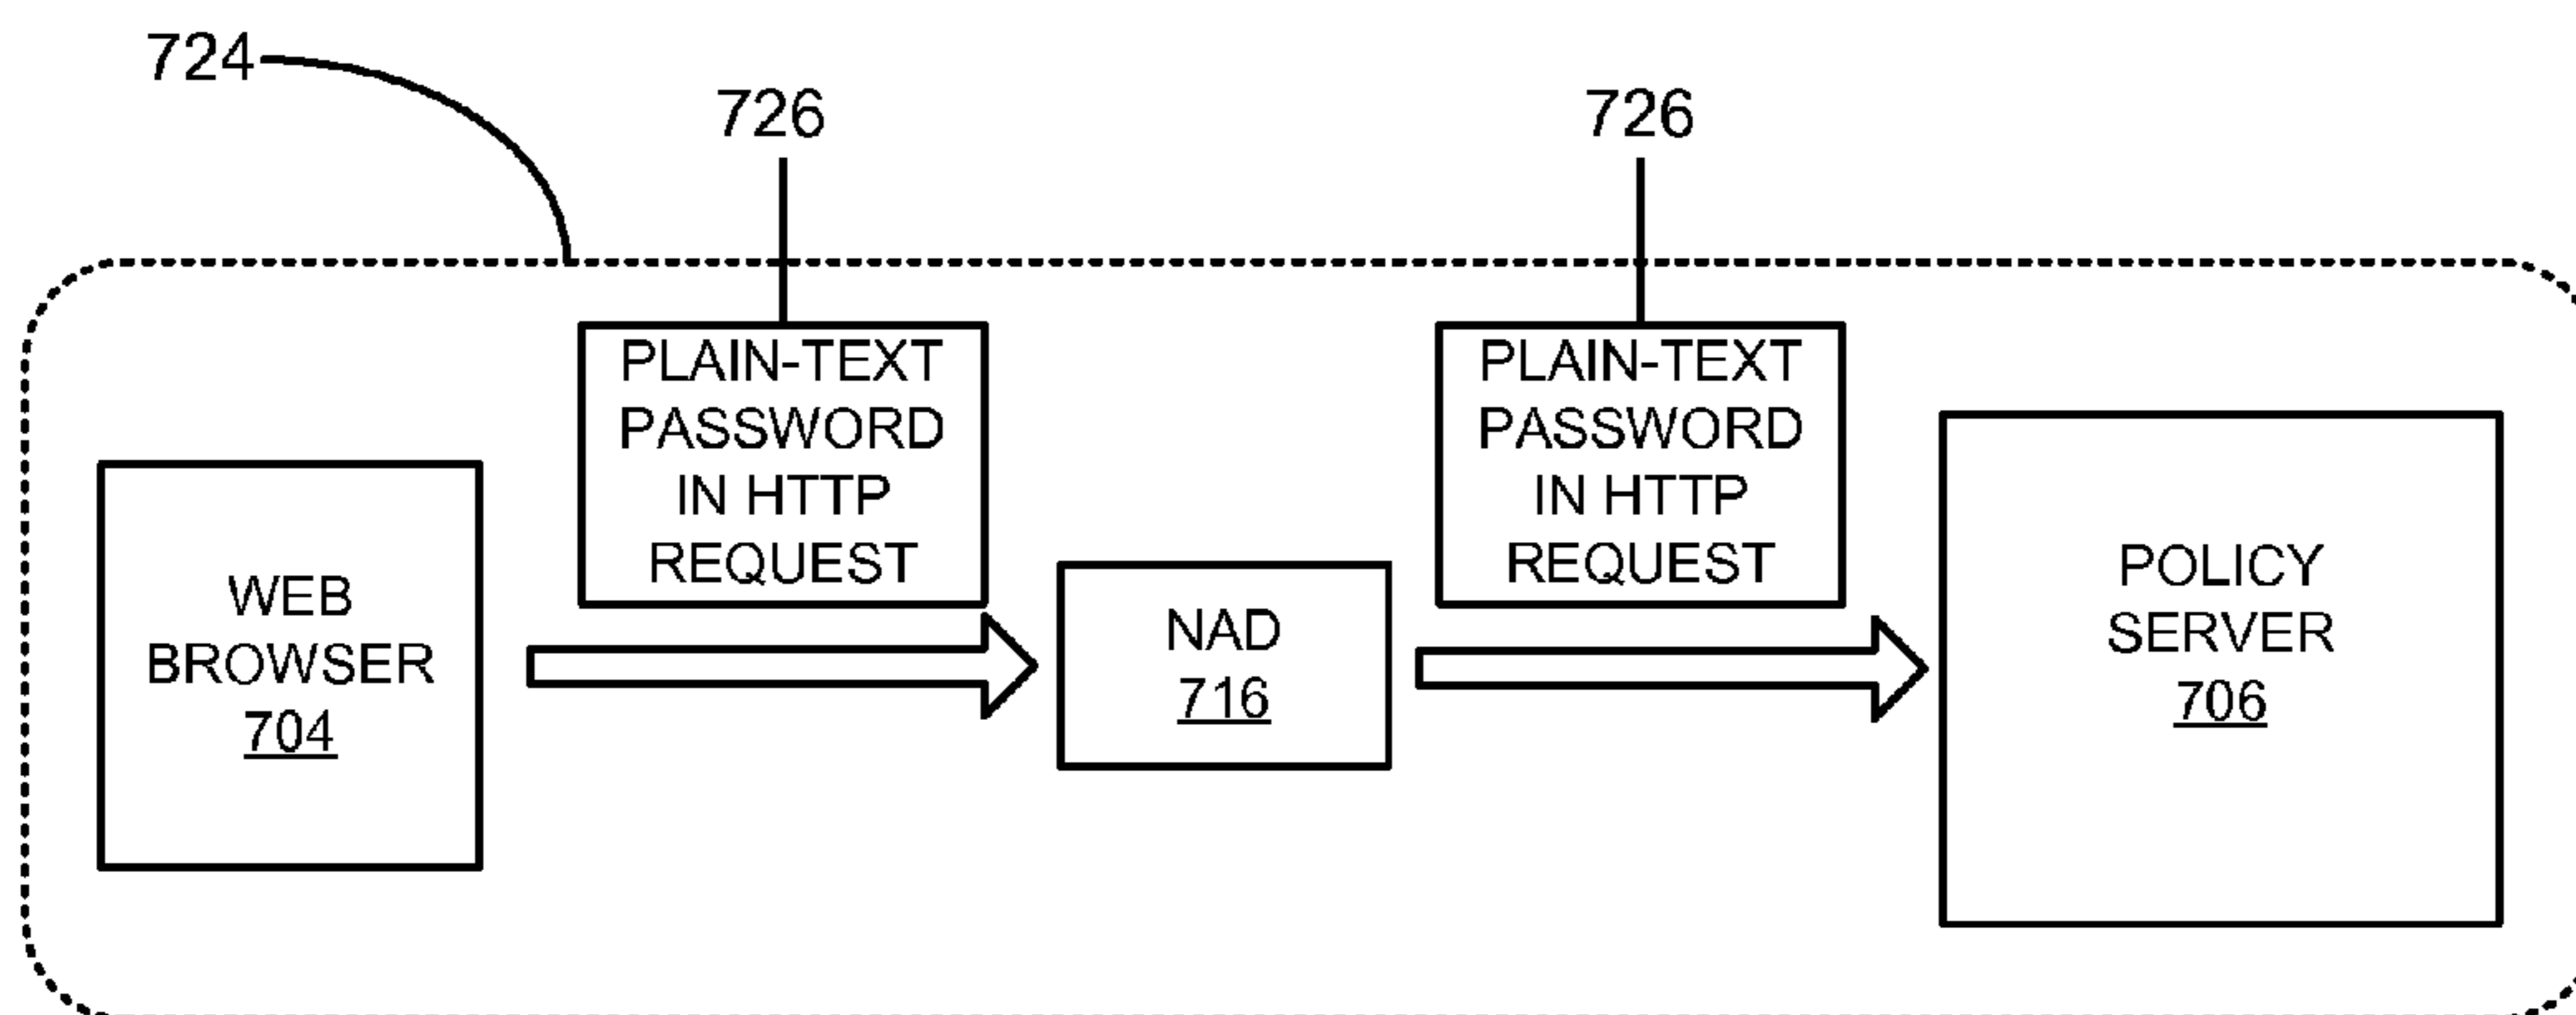 724
726
726
PLAIN-TEXT
PASSWORD
IN HTTP
REQUEST
PLAIN-TEXT
PASSWORD
IN HTTP
REQUEST
WEB
BROWSER
704
NAD
716
POLICY
SERVER
706